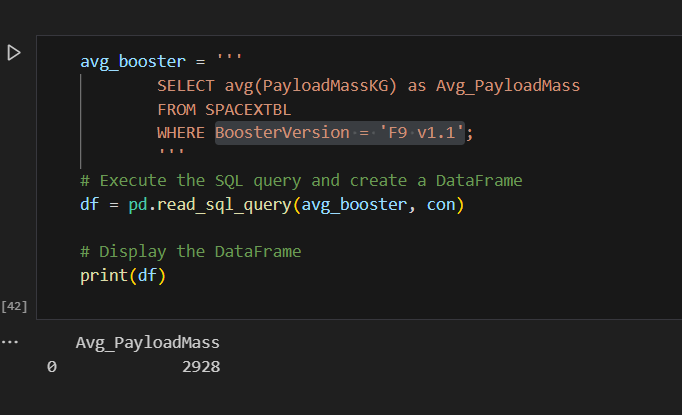 avg_booster = '''
SELECT avg(PayloadMassKG) as Avg_PayloadMass
FROM SPACEXTBL
WHERE BoosterVersion = 'F9 v1.1';
'''
# Execute the SQL query and create a DataFrame
df = pd.read_sql_query(avg_booster, con)
# Display the DataFrame
print(df)
[42]
... Avg_PayloadMass
0 2928